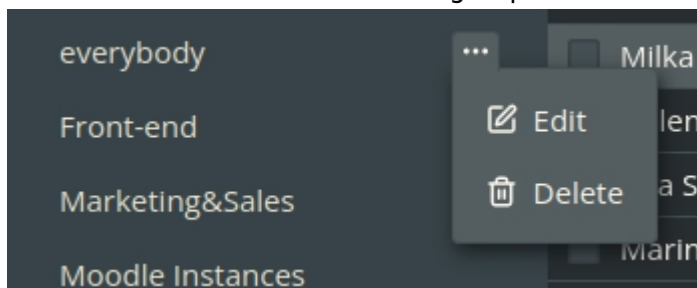 everybody
Front-end
Marketing&Sales
Moodle Instances
...
Edit
Delete
Milka